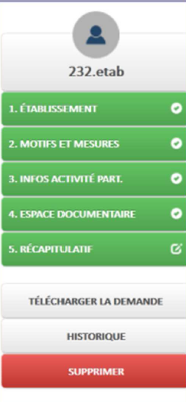 232.etab
1. ÉTABLISSEMENT
2. MOTIFS ET MESURES
3. INFOS ACTIVITÉ PART.
4. ESPACE DOCUMENTAIRE
5. RÉCAPITULATIF
TÉLÉCHARGER LA DEMANDE
HISTORIQUE
SUPPRIMER